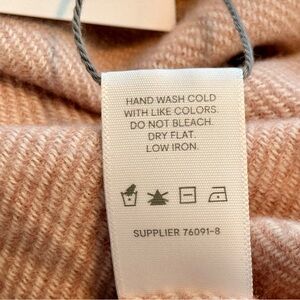 HAND WASH COLD
WITH LIKE COLORS.
DO NOT BLEACH.
DRY FLAT.
LOW IRON.
SUPPLIER 76091-8